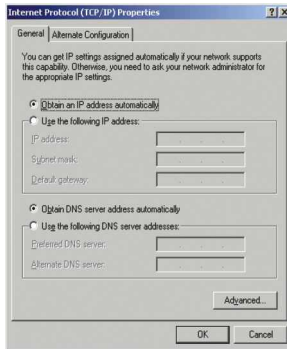 Internet Protocol (TCP/IP) Properties
General
Alternate Configuration
You can get IP settings assigned automatically if your network supports
this capability. Otherwise, you need to ask your network administrator for
the appropriate IP settings.
Obtain an IP address automatically
Use the following IP address:
IP address:
Subnet mask:
Default gateway:
Obtain DNS server address automatically
Use the following DNS server addresses:
Preferred DNS server:
Alternate DNS server:
Advanced...
OK
Cancel